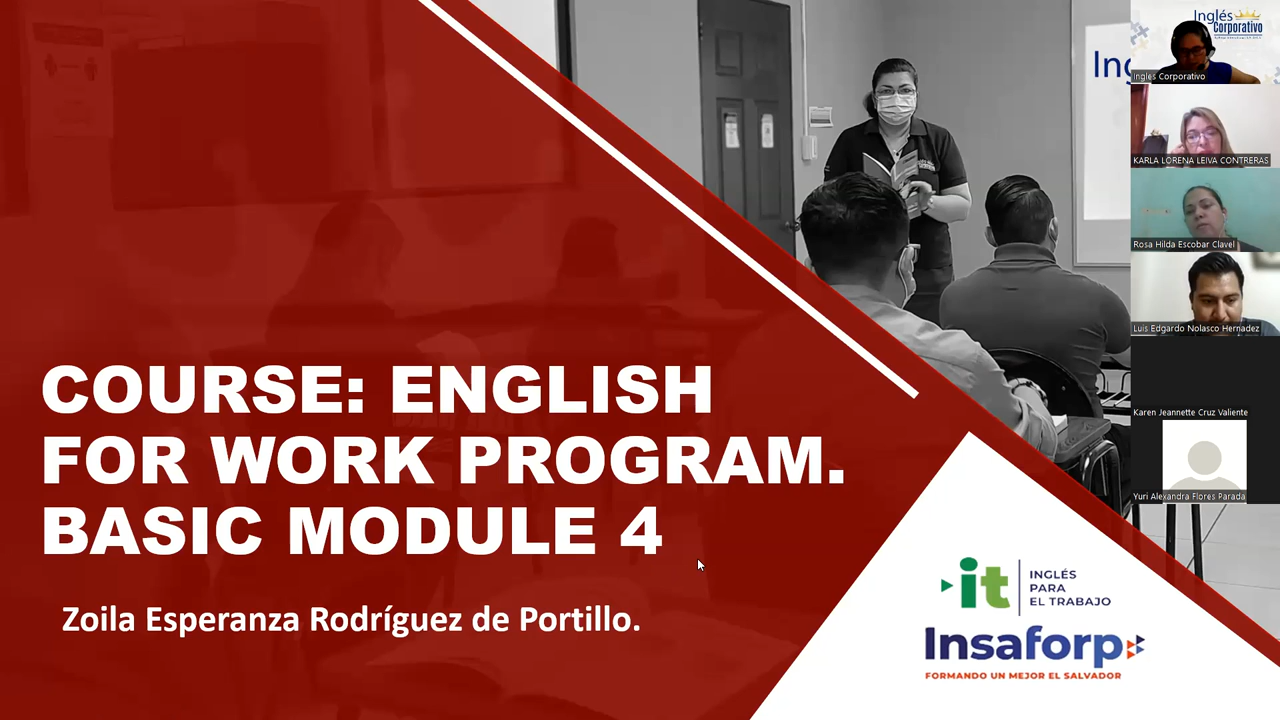 COURSE: ENGLISH
FOR WORK PROGRAM.
BASIC MODULE 4
Zoila Esperanza Rodríguez de Portillo.
it
INGLÉS
PARA
EL TRABAJO
Insaforp
FORMANDO UN MEJOR EL SALVADOR
Ing
Inglés
Corporativo
Ingles Corporativo
KARLA LORENA LEIVA CONTRERAS
Rosa Hilda Escobar Clavel
Luis Edgardo Nolasco Hernadez
Karen Jeannette Cruz Valiente
Yuri Alexandra Flores Parada